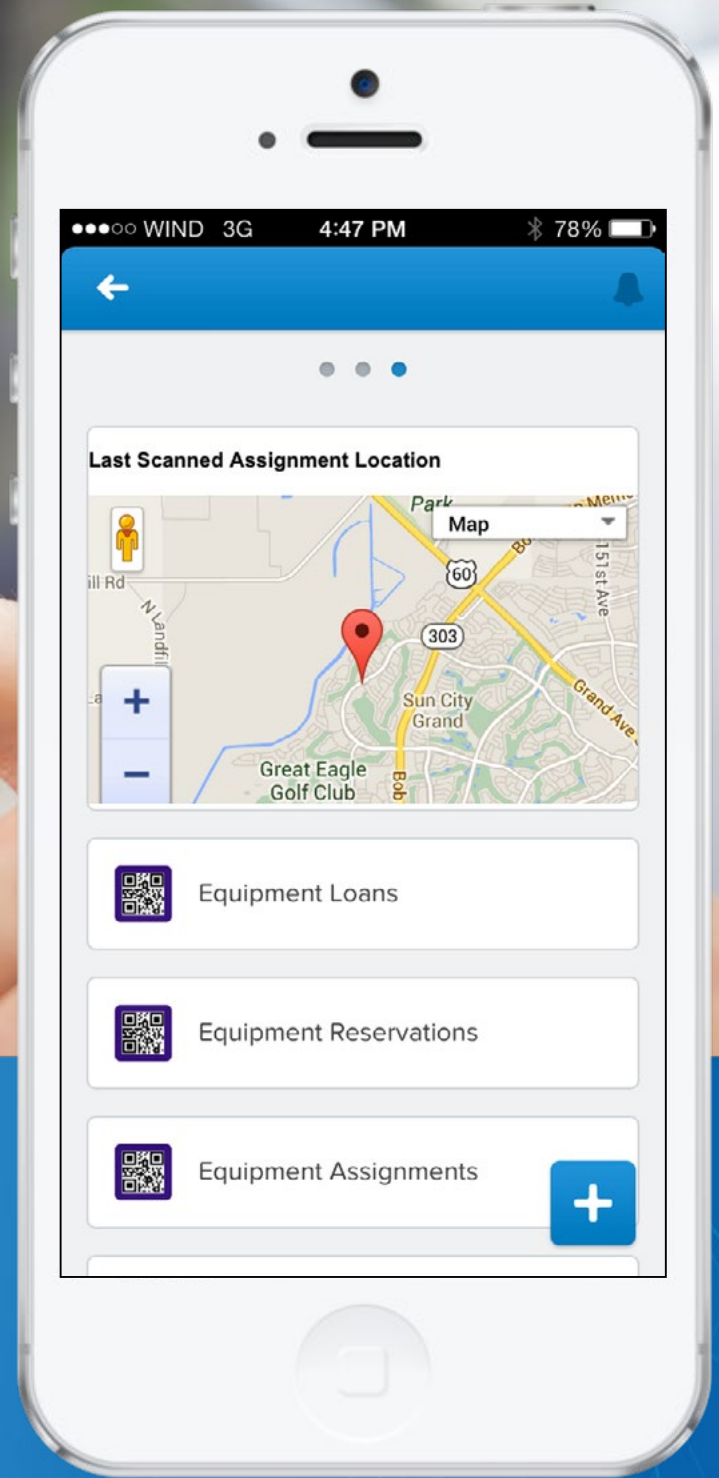 WIND 3G 4:47 PM 78%
Last Scanned Assignment Location
Park
Map
60
151st Ave
ill Rd
303
Sun City
Grand
Grand Ave
Great Eagle
Golf Club
Bob
Equipment Loans
Equipment Reservations
Equipment Assignments